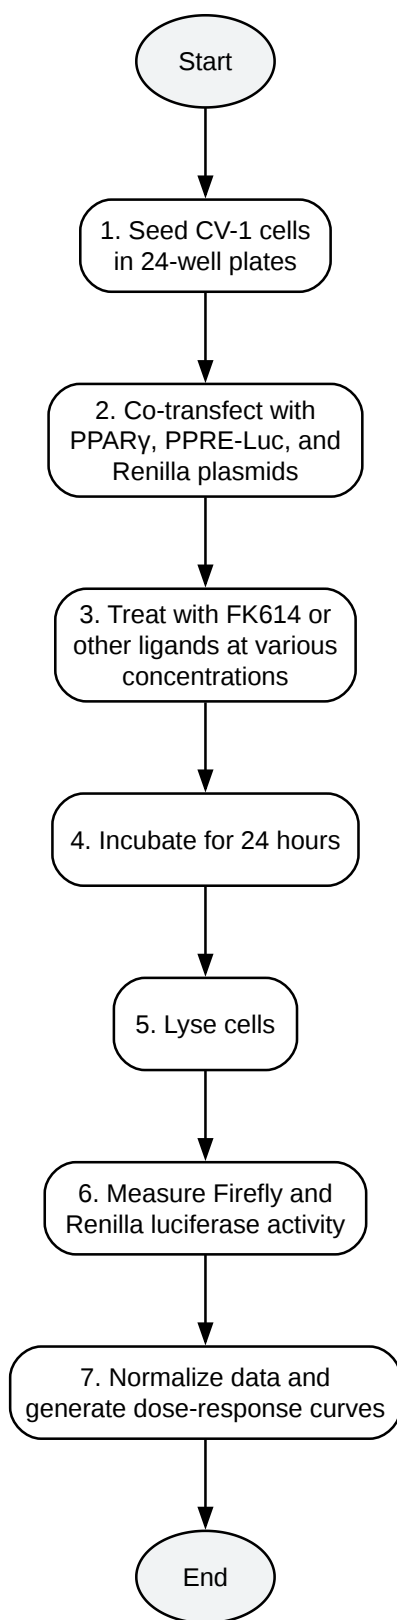 Start
1. Seed CV-1 cells
in 24-well plates
2. Co-transfect with
PPARγ, PPRE-Luc, and
Renilla plasmids
3. Treat with FK614 or
other ligands at various
concentrations
4. Incubate for 24 hours
5. Lyse cells
6. Measure Firefly and
Renilla luciferase activity
7. Normalize data and
generate dose-response curves
End